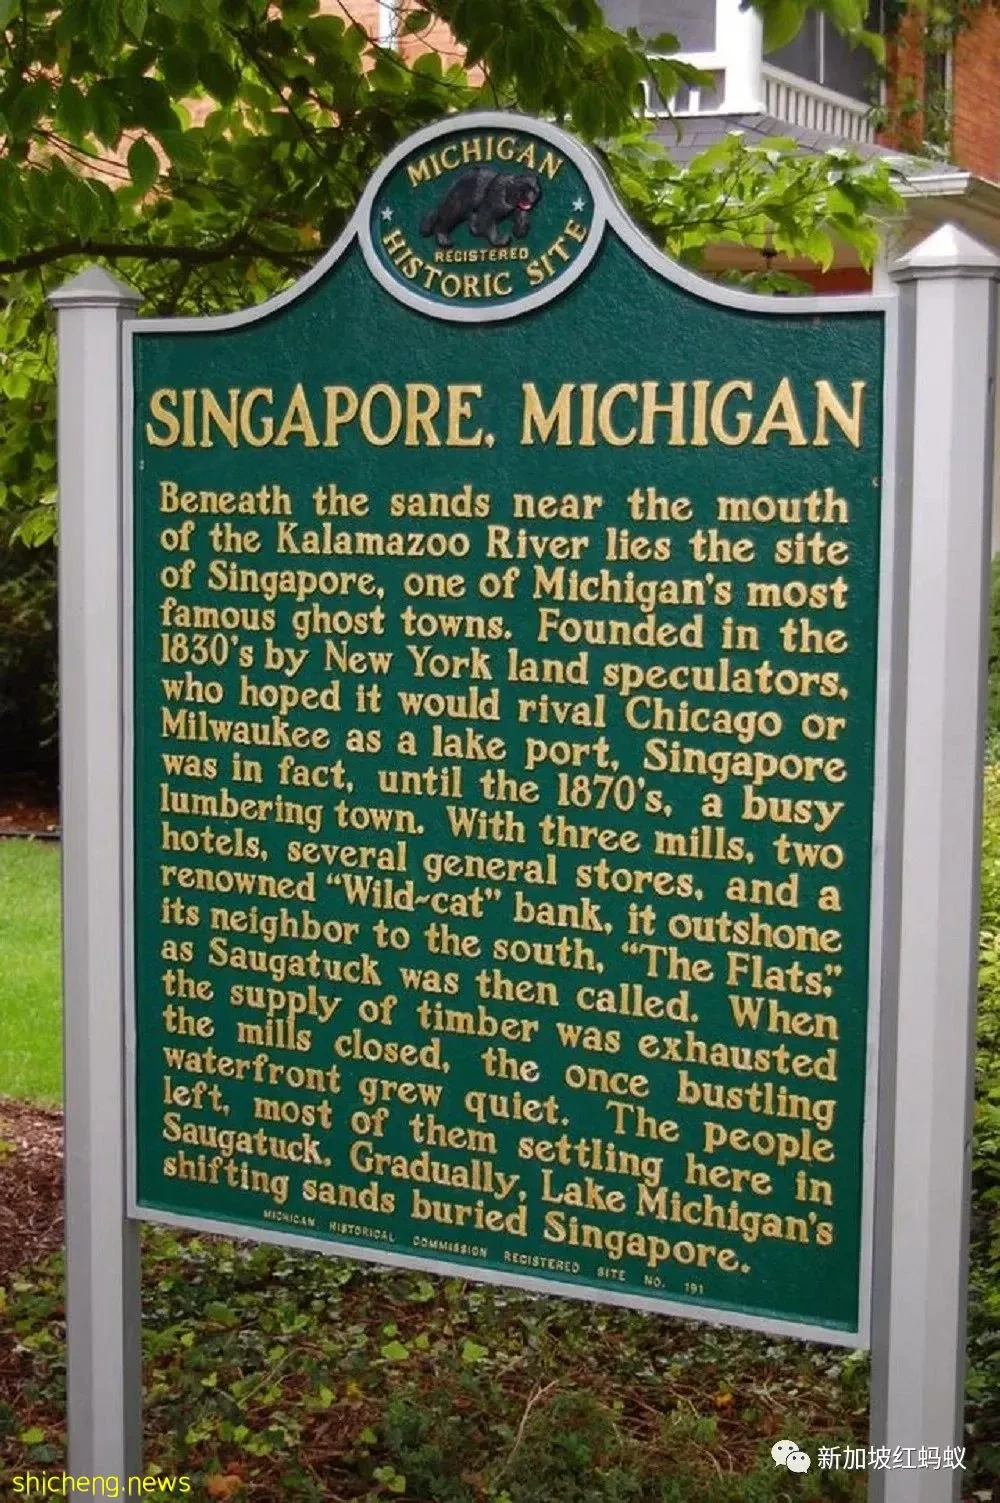 MICHIGAN
REGISTERED
HISTORIC SITE
SINGAPORE, MICHIGAN
Beneath the sands near the mouth
of the Kalamazoo River lies the site
of Singapore, one of Michigan's most
famous ghost towns. Founded in the
1830's by New York land speculators,
who hoped it would rival Chicago or
Milwaukee as a lake port, Singapore
was in fact, until the 1870's, a busy
lumbering town. With three mills, two
hotels, several general stores, and a
renowned "Wild-cat" bank, it outshone
its neighbor to the south, "The Flats,"
as Saugatuck was then called. When
the supply of timber was exhausted
the mills closed, the once bustling
waterfront grew quiet. The people
left, most of them settling here in
Saugatuck. Gradually, Lake Michigan's
shifting sands buried Singapore.
MICHIGAN HISTORICAL COMMISSION REGISTERED SITE NO. 191
新加坡红蚂蚁
shicheng.news